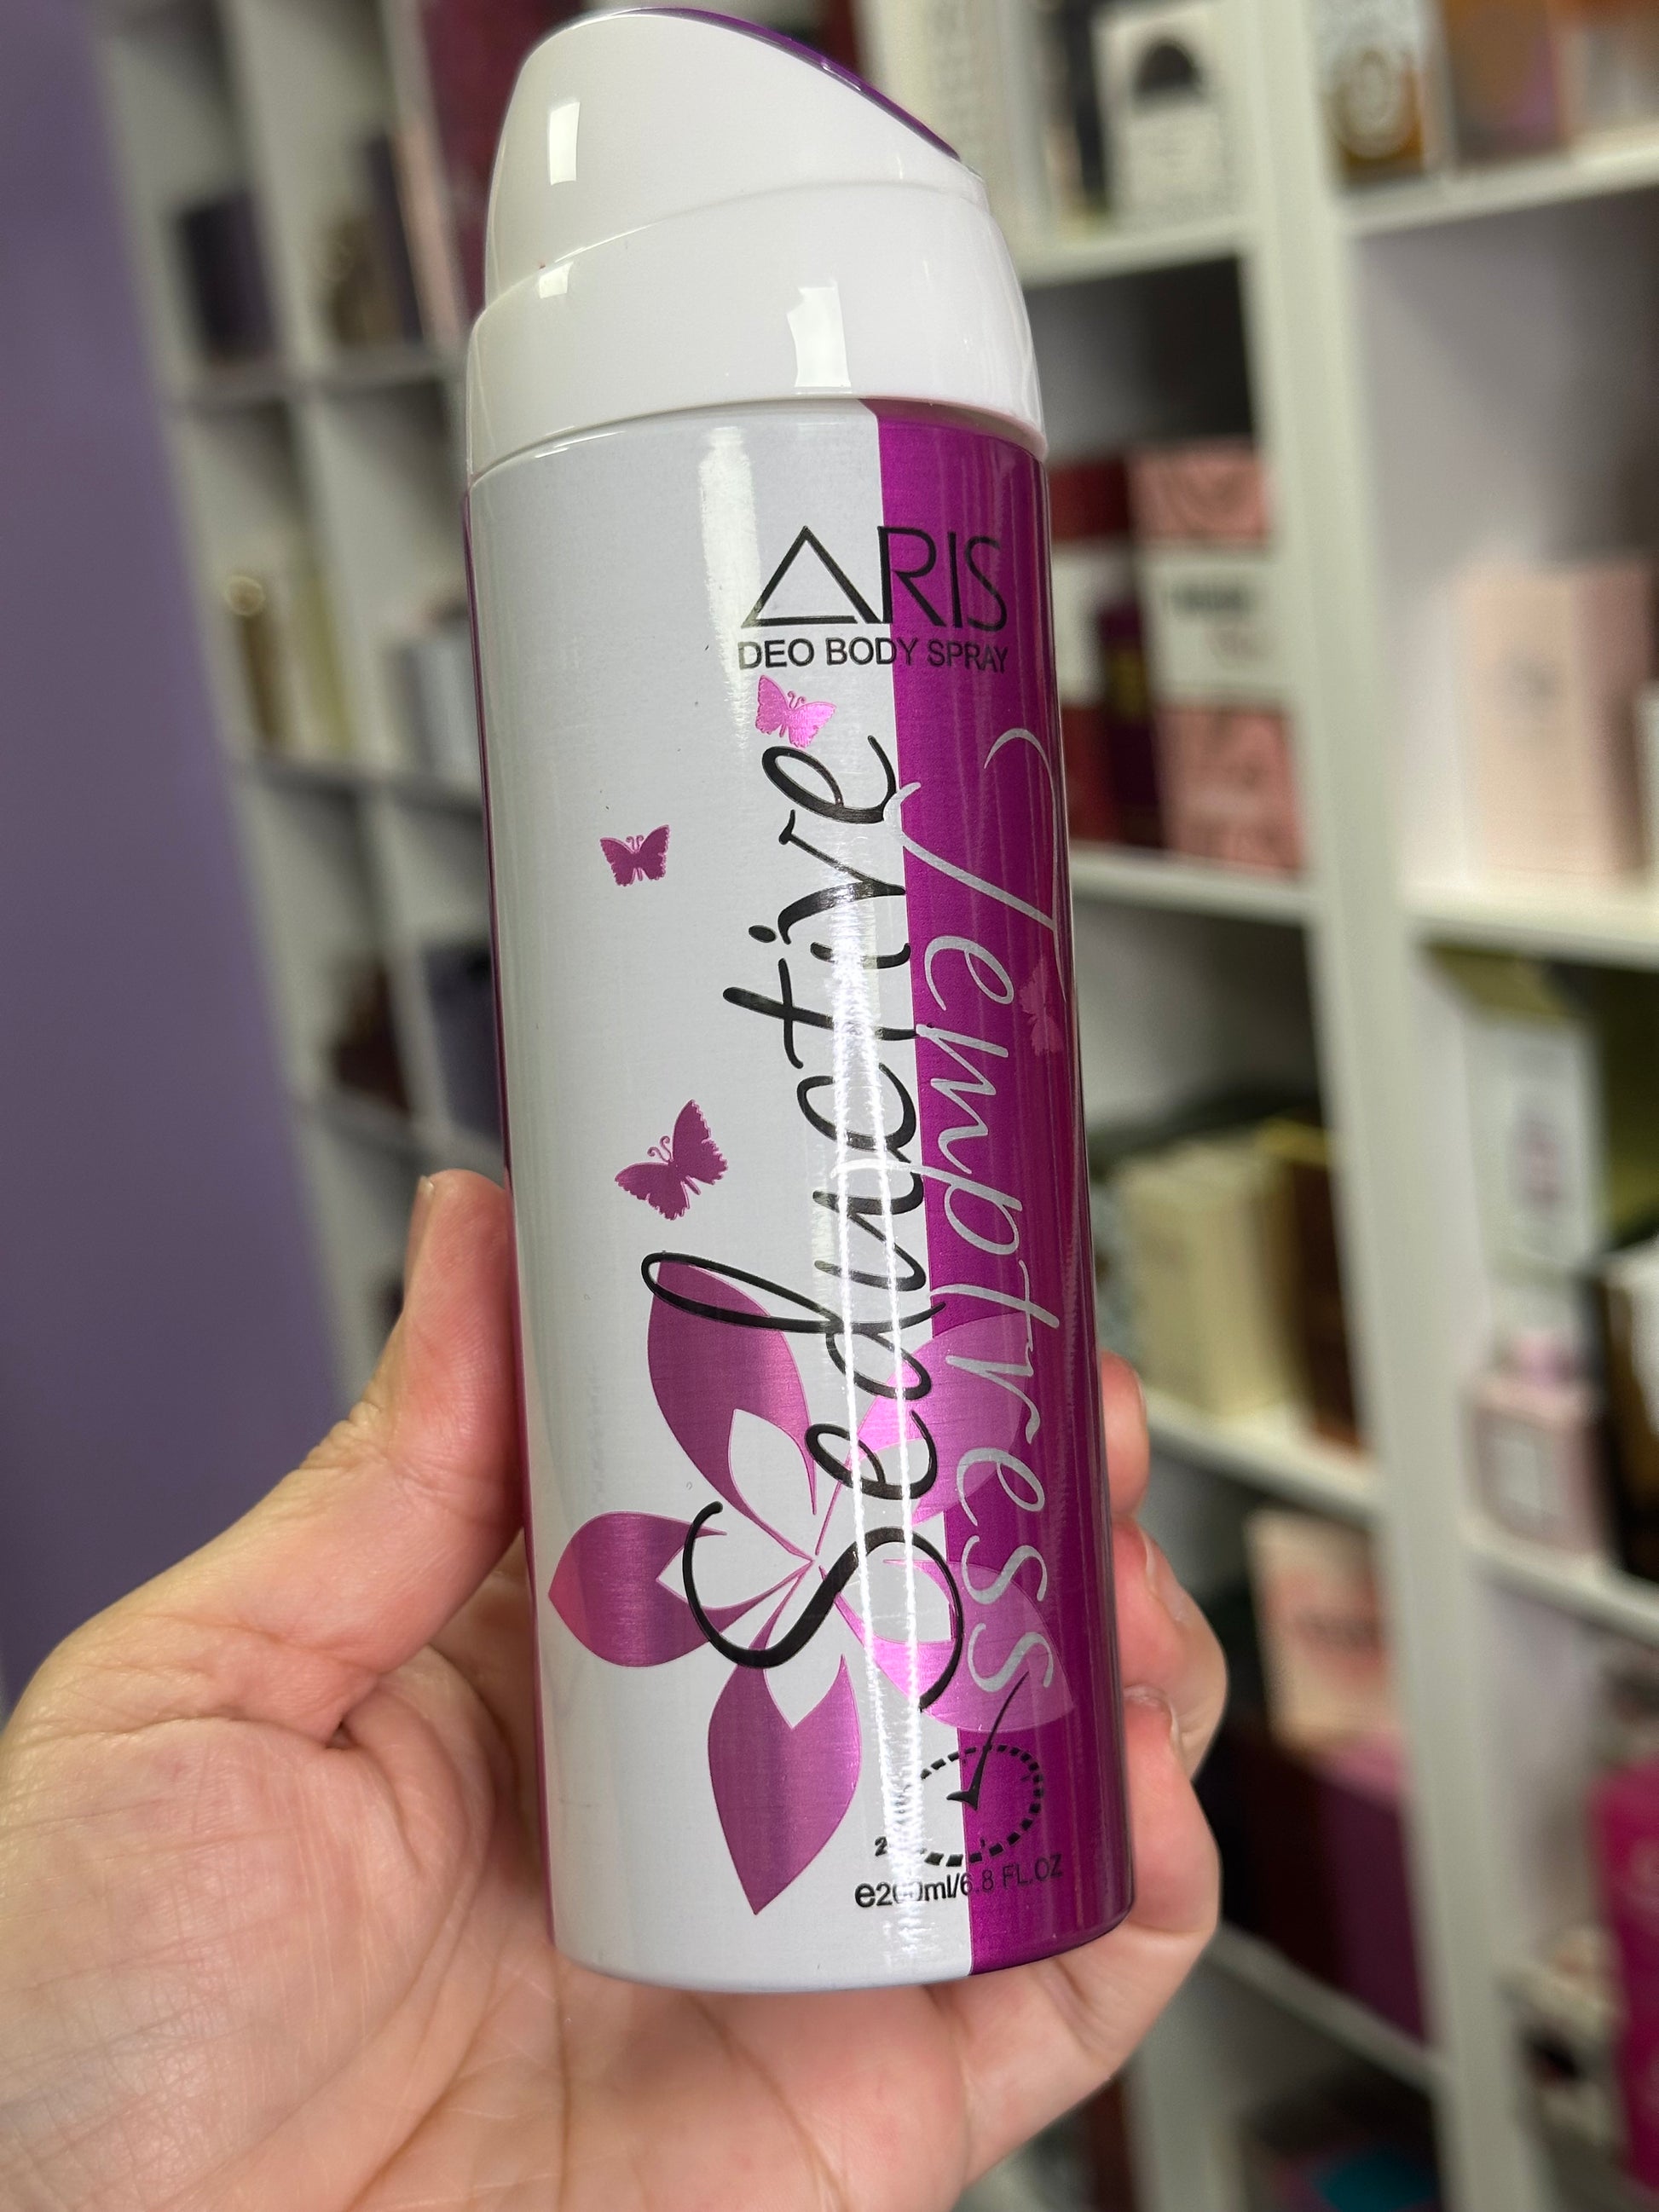 ARIS
DEO BODY SPRAY
Seductive
Temptress
e200ml/6.8 FL.OZ